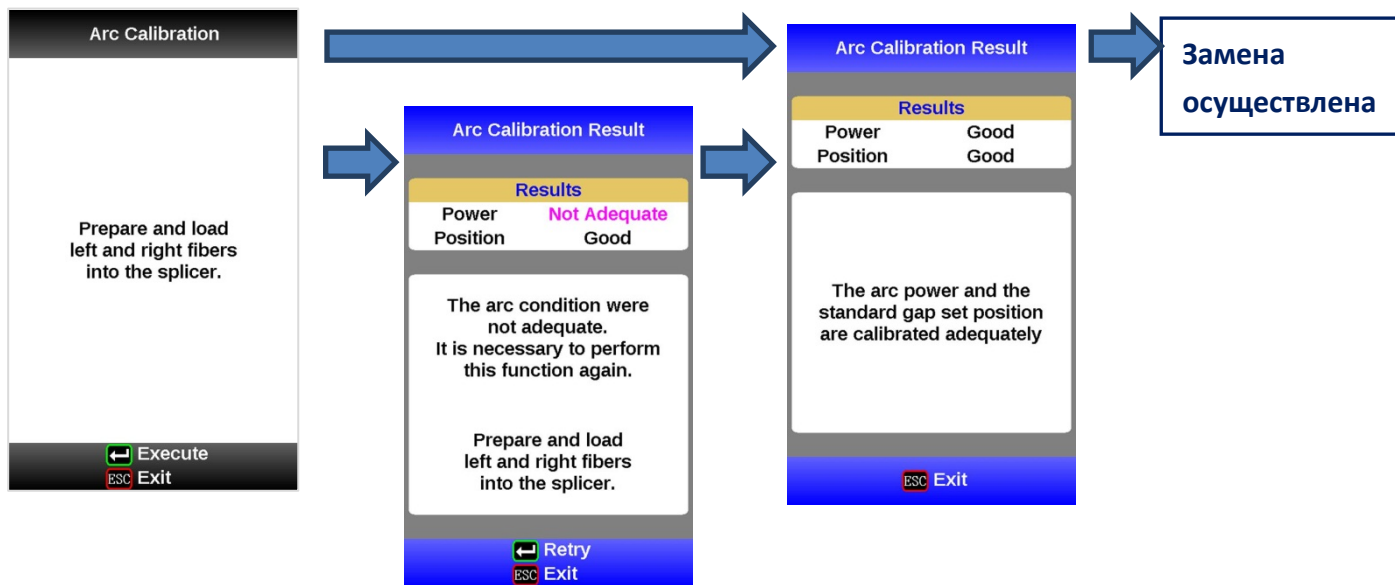 Arc Calibration
Prepare and load
left and right fibers
into the splicer.
Execute
ESC Exit
Arc Calibration Result
Results
Power Not Adequate
Position Good
The arc condition were
not adequate.
It is necessary to perform
this function again.
Prepare and load
left and right fibers
into the splicer.
Retry
ESC Exit
Arc Calibration Result
Results
Power Good
Position Good
The arc power and the
standard gap set position
are calibrated adequately
ESC Exit
Замена
осуществлена